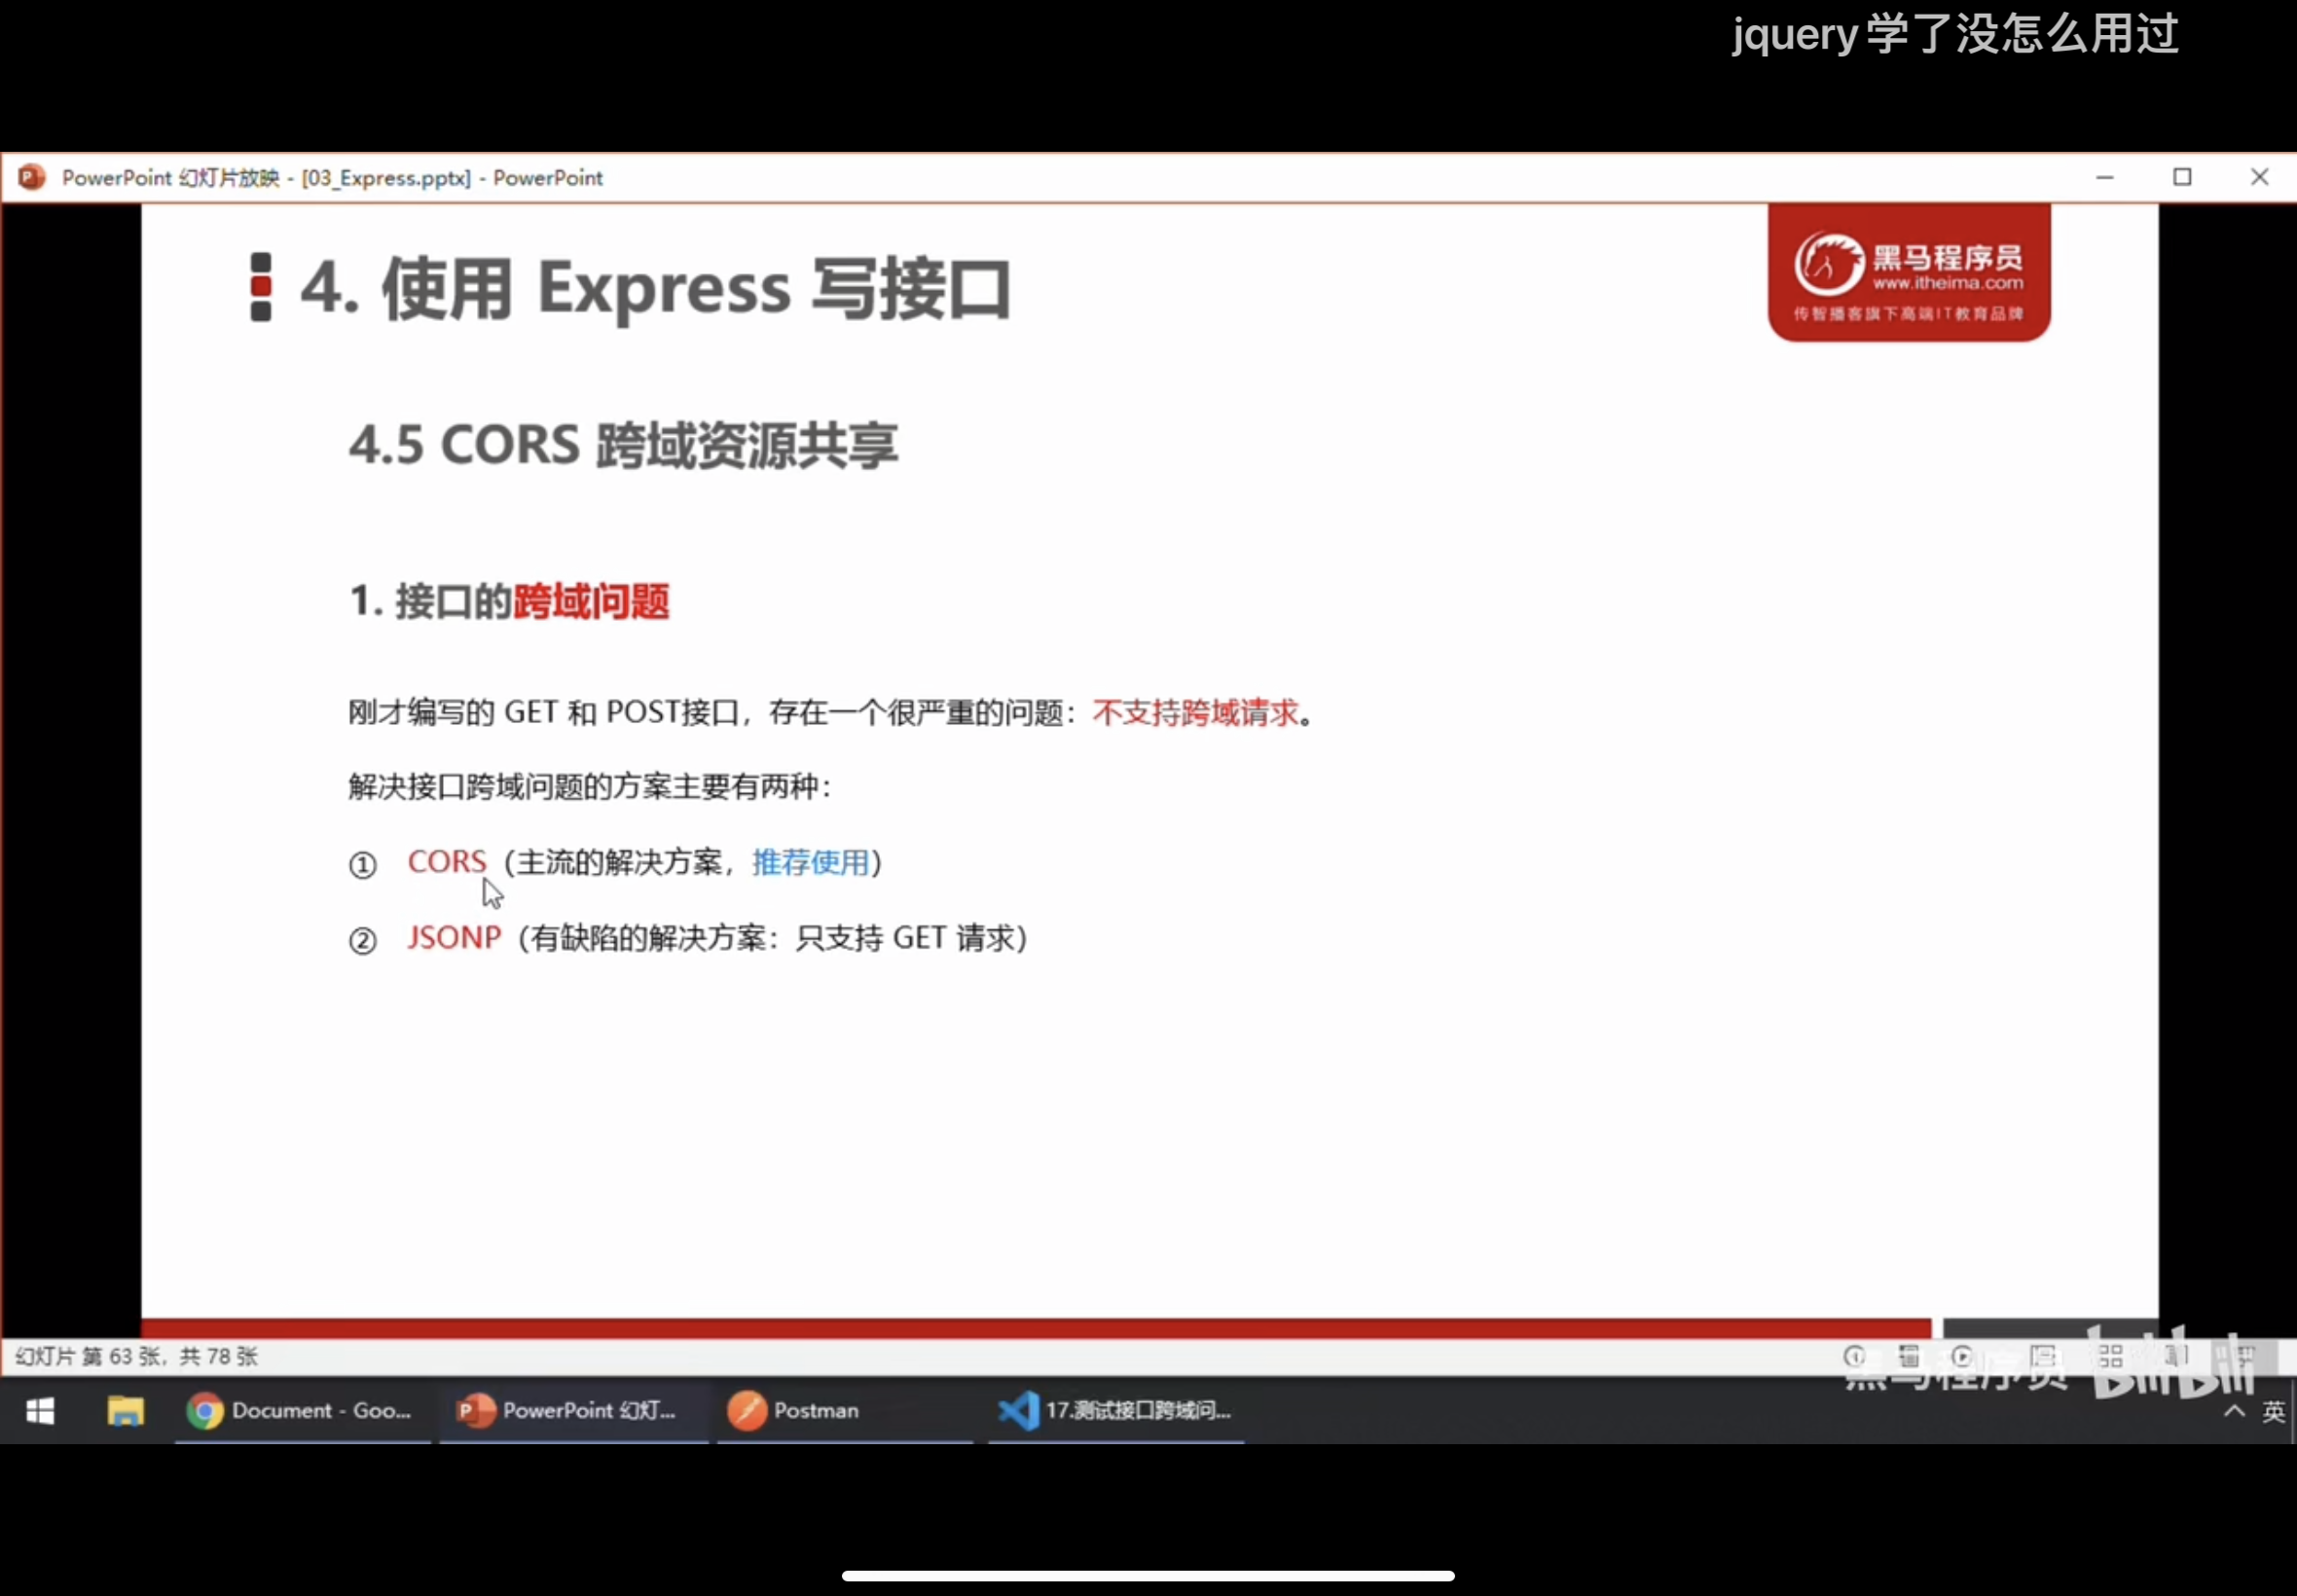 jquery学了没怎么用过
PowerPoint 幻灯片放映 - [03_Express.pptx] - PowerPoint
黑马程序员
www.itheima.com
传智播客旗下高端IT教育品牌
4. 使用 Express 写接口
4.5 CORS 跨域资源共享
1. 接口的跨域问题
刚才编写的 GET 和 POST接口，存在一个很严重的问题：不支持跨域请求。
解决接口跨域问题的方案主要有两种：
① CORS（主流的解决方案，推荐使用）
② JSONP（有缺陷的解决方案：只支持 GET 请求）
幻灯片 第 63 张，共 78 张
黑马程序员 bilibili
Document - Goo...
PowerPoint 幻灯...
Postman
17.测试接口跨域问...
英